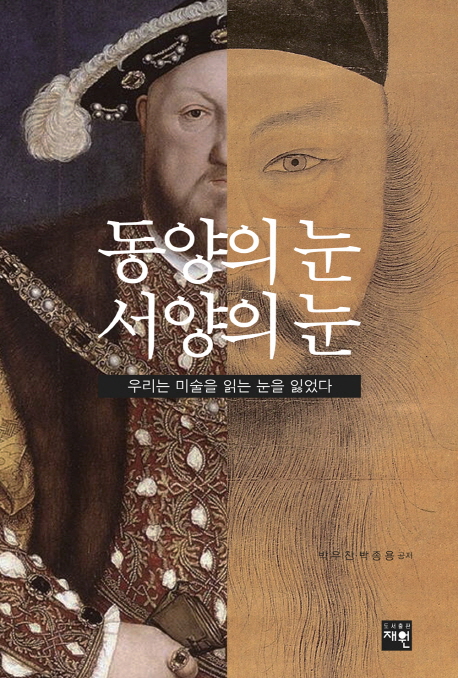 동양의 눈
서양의 눈
우리는 미술을 읽는 눈을 잃었다
박우찬 박종용 공저
도서출판
재원